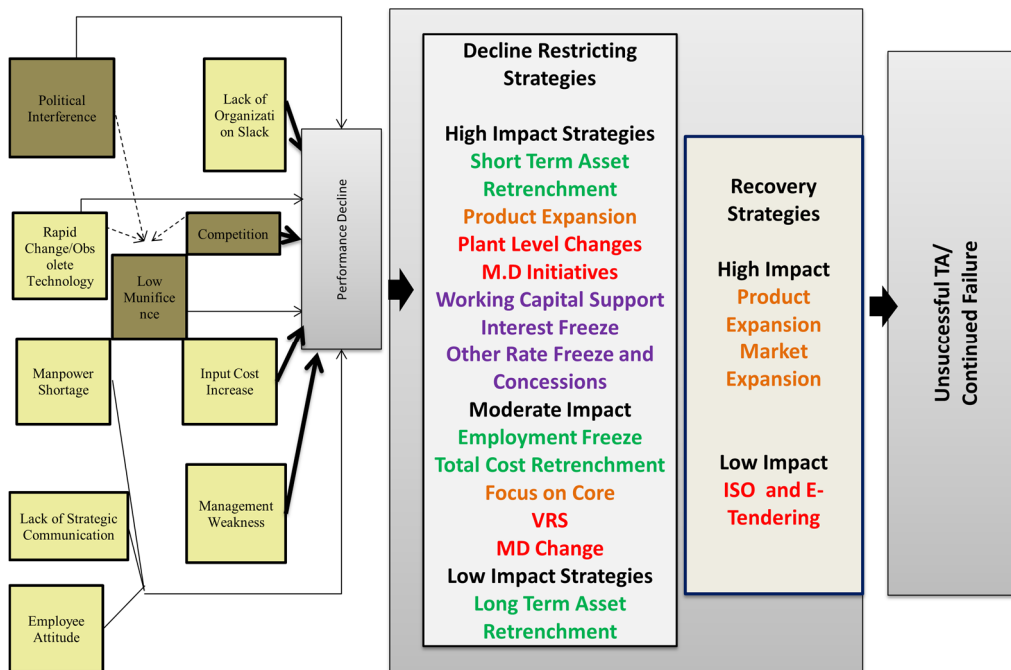 Political
Interference
Lack of
Organizati
on Slack
Rapid
Change/Obs
olete
Technology
Competition
Low
Munifice
nce
Manpower
Shortage
Input Cost
Increase
Lack of Strategic
Communication
Management
Weakness
Employee
Attitude
Performance Decline
Decline Restricting
Strategies
High Impact Strategies
Short Term Asset
Retrenchment
Product Expansion
Plant Level Changes
M.D Initiatives
Working Capital Support
Interest Freeze
Other Rate Freeze and
Concessions
Moderate Impact
Employment Freeze
Total Cost Retrenchment
Focus on Core
VRS
MD Change
Low Impact Strategies
Long Term Asset
Retrenchment
Recovery
Strategies
High Impact
Product
Expansion
Market
Expansion
Low Impact
ISO and E-
Tendering
Unsuccessful TA/
Continued Failure